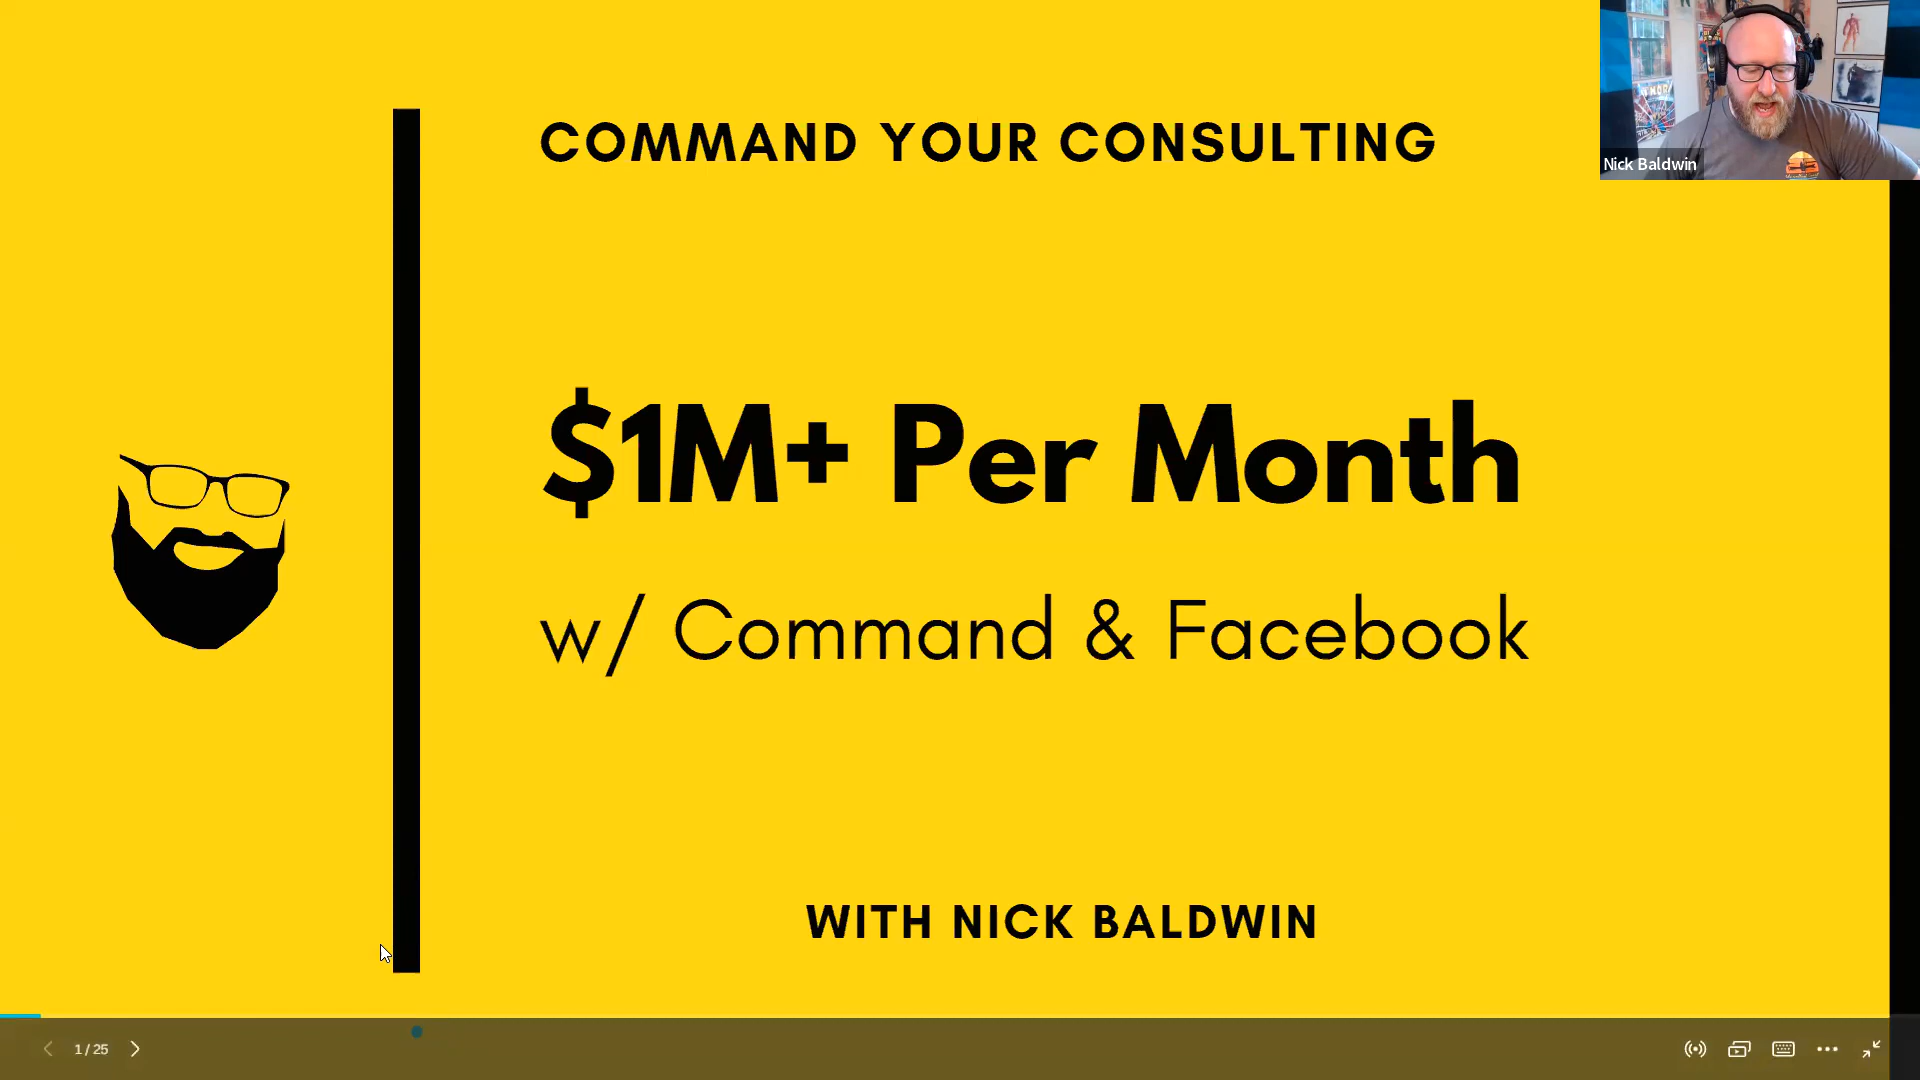 COMMAND YOUR CONSULTING
Nick Baldwin
$1M+ Per Month
w/ Command & Facebook
WITH NICK BALDWIN
1 / 25